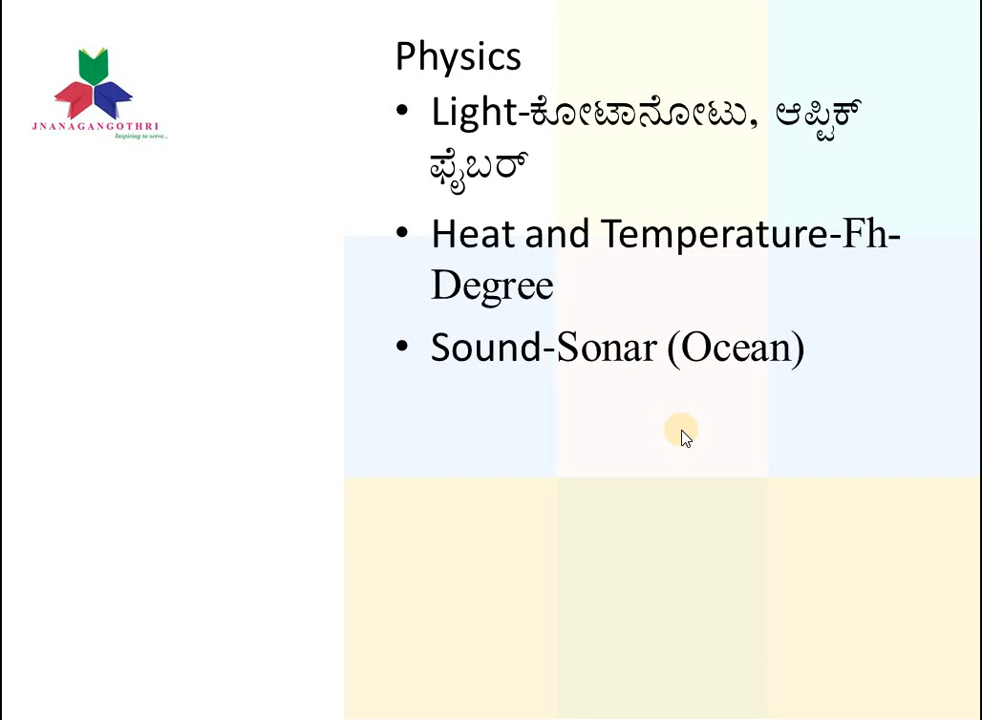 JNANAGANGOTHRI
Inspiring to serve...
Physics
• Light-ಕೋಟಾನೋಟು, ಆಪ್ಟಿಕ್
ಫೈಬರ್
• Heat and Temperature-Fh-
Degree
• Sound-Sonar (Ocean)